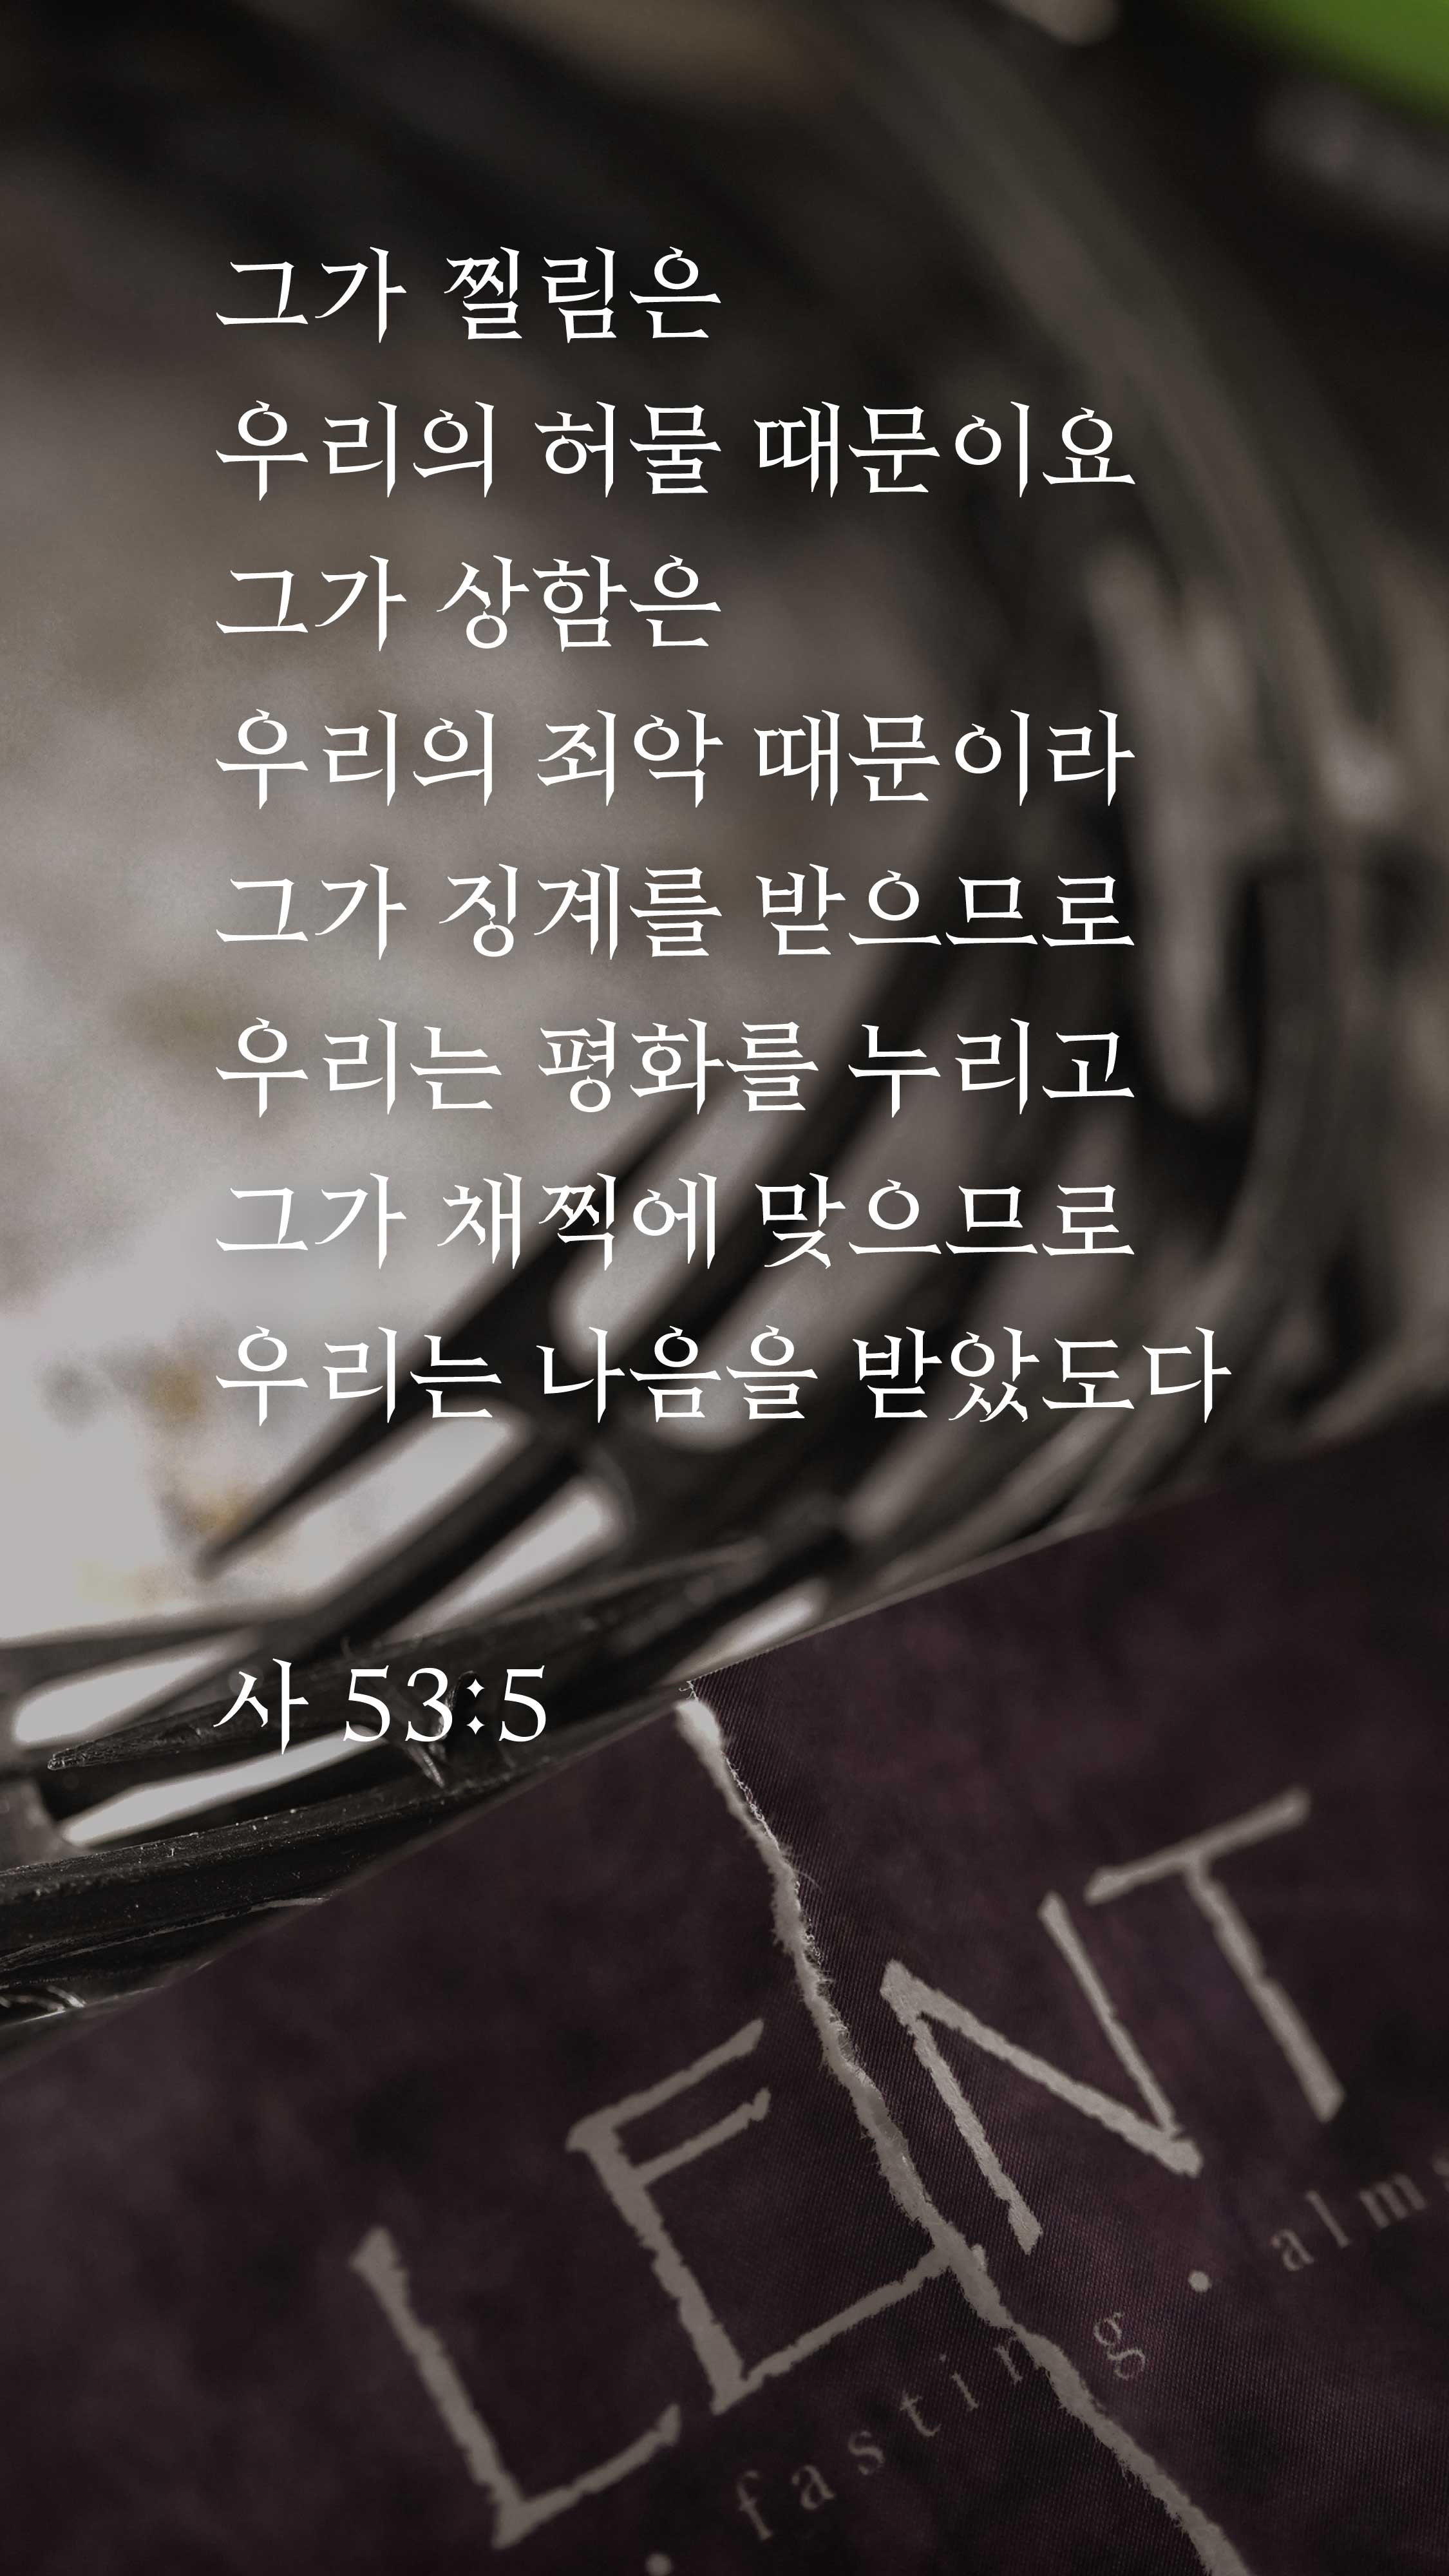 그가 찔림은
우리의 허물 때문이요
그가 상함은
우리의 죄악 때문이라
그가 징계를 받으므로
우리는 평화를 누리고
그가 채찍에 맞으므로
우리는 나음을 받았도다
사 53:5
LENT
· fasting · alms